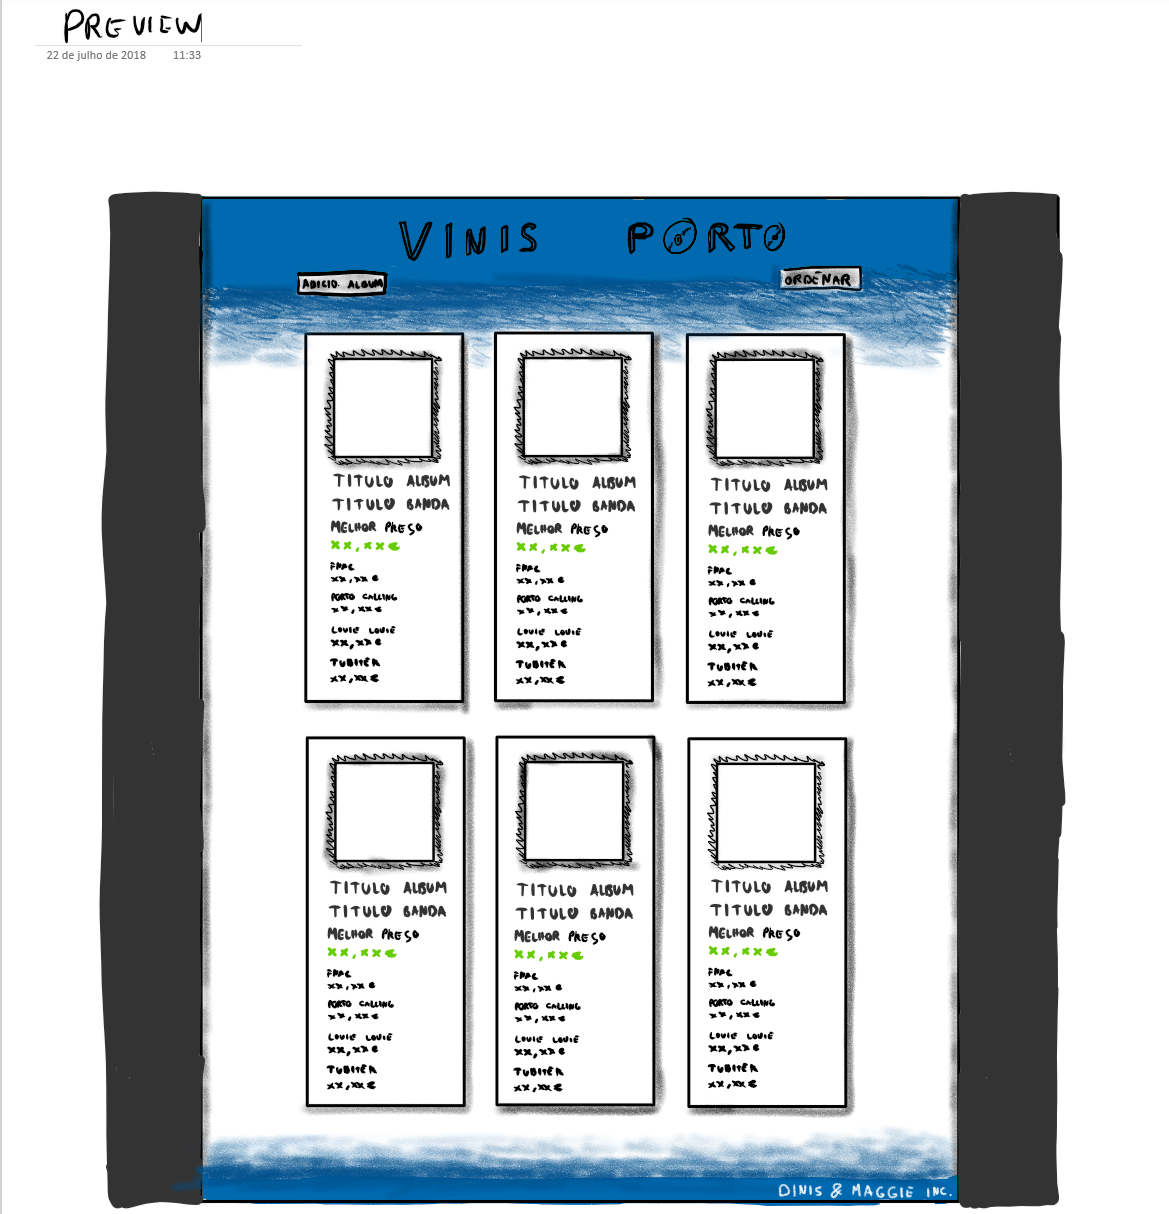 PREVIEW
22 de julho de 2018 11:33
VINIS PORTO
ADICIO. ALBUM ORDENAR
TITULO ALBUM
TITULO BANDA
MELHOR PRESO
XX,XX€
FNAC
XX,XX€
PORTO CALLING
XX,XX€
LOUIE LOUIE
XX,XX€
TUBITEK
XX,XX€
TITULO ALBUM
TITULO BANDA
MELHOR PRESO
XX,XX€
FNAC
XX,XX€
PORTO CALLING
XX,XX€
LOUIE LOUIE
XX,XX€
TUBITEK
XX,XX€
TITULO ALBUM
TITULO BANDA
MELHOR PRESO
XX,XX€
FNAC
XX,XX€
PORTO CALLING
XX,XX€
LOUIE LOUIE
XX,XX€
TUBITEK
XX,XX€
TITULO ALBUM
TITULO BANDA
MELHOR PRESO
XX,XX€
FNAC
XX,XX€
PORTO CALLING
XX,XX€
LOUIE LOUIE
XX,XX€
TUBITEK
XX,XX€
TITULO ALBUM
TITULO BANDA
MELHOR PRESO
XX,XX€
FNAC
XX,XX€
PORTO CALLING
XX,XX€
LOUIE LOUIE
XX,XX€
TUBITEK
XX,XX€
TITULO ALBUM
TITULO BANDA
MELHOR PRESO
XX,XX€
FNAC
XX,XX€
PORTO CALLING
XX,XX€
LOUIE LOUIE
XX,XX€
TUBITEK
XX,XX€
DINIS & MAGGIE INC.